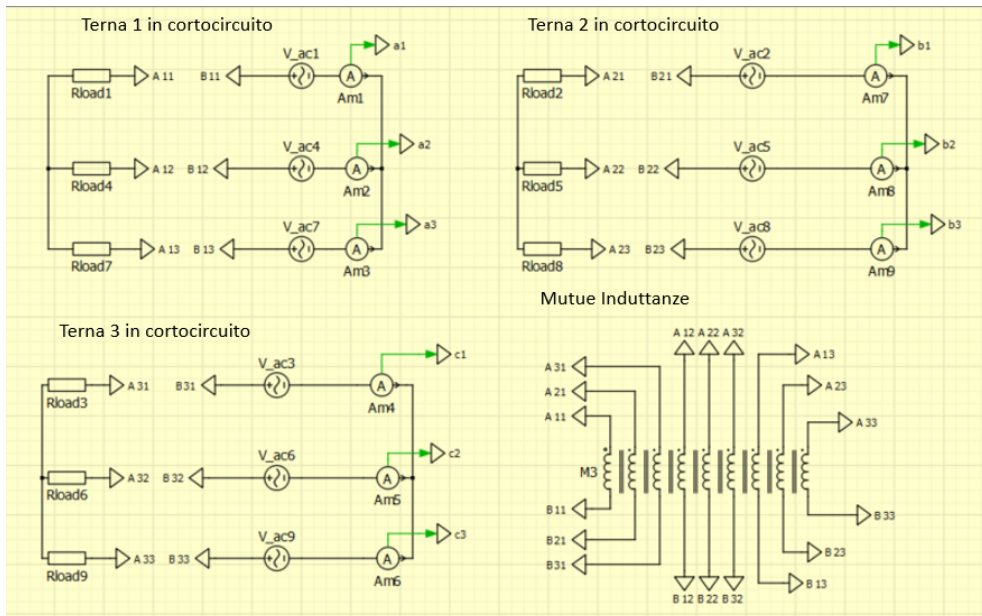 Terna 1 in cortocircuito
V_ac1
a1
A 11
B 11
Rload1
Am1
V_ac4
a2
A 12
B 12
Rload4
Am2
V_ac7
a3
A 13
B 13
Rload7
Am3
Terna 2 in cortocircuito
V_ac2
b1
A 21
B21
Rload2
Am7
V_ac5
b2
A 22
B 22
Rload5
Am8
V_ac8
b3
A 23
B23
Rload8
Am9
Terna 3 in cortocircuito
V_ac3
c1
A 31
B31
Rload3
Am4
V_ac6
c2
A 32
B 32
Rload6
Am5
V_ac9
c3
A 33
B 33
Rload9
Am6
Mutue Induttanze
A 12 A 22 A 32
A 13
A 31
A 23
A 21
A 11
A 33
M3
B 11
B 33
B21
B 23
B31
B 13
B 12 B 22 B 32